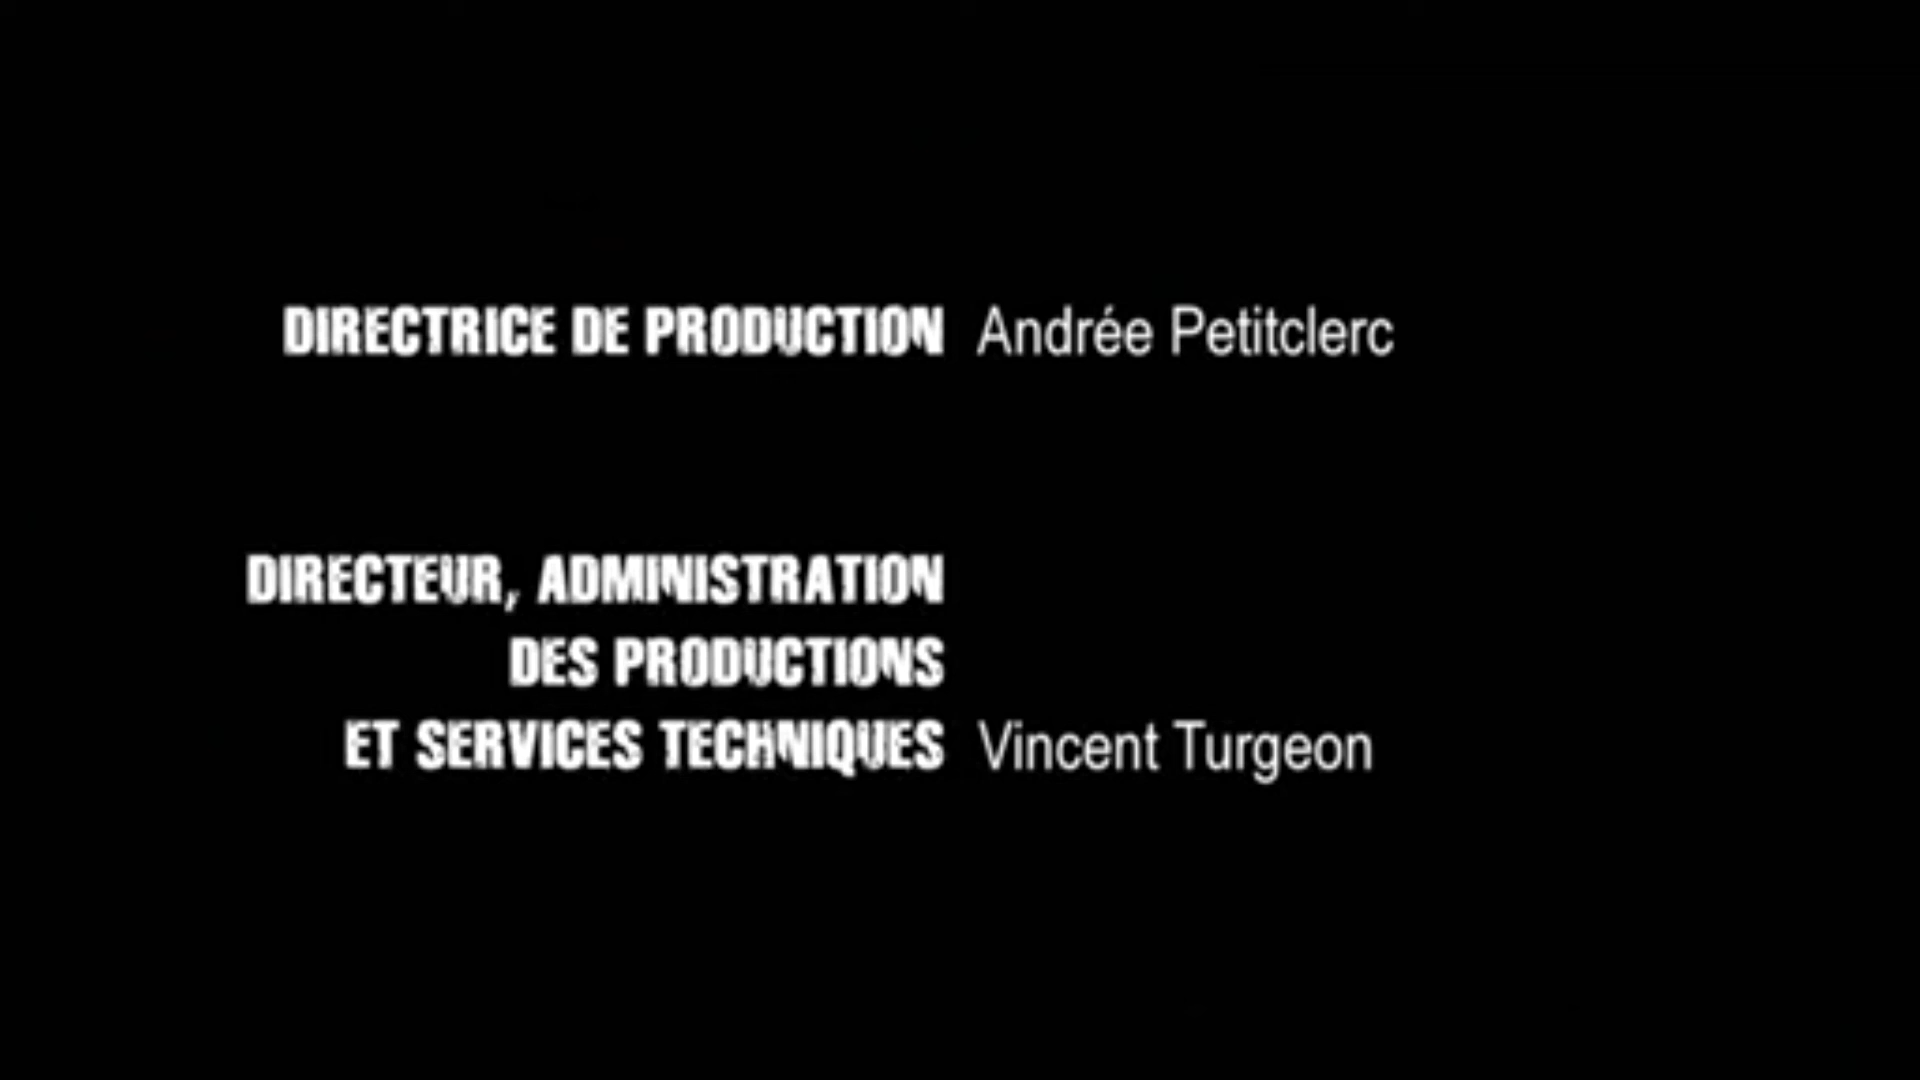 DIRECTRICE DE PRODUCTION Andrée Petitclerc
DIRECTEUR, ADMINISTRATION
DES PRODUCTIONS
ET SERVICES TECHNIQUES Vincent Turgeon